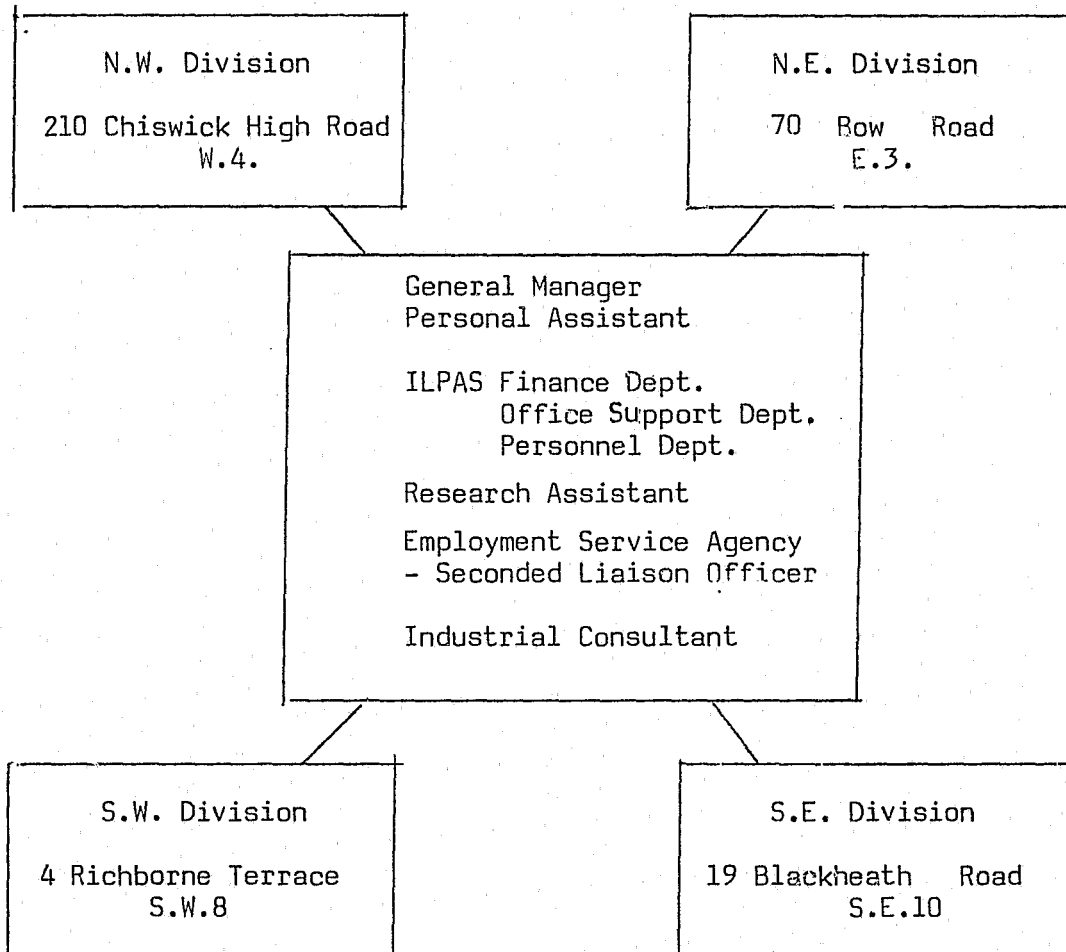 N.W. Division
210 Chiswick High Road
W.4.
N.E. Division
70 Bow Road
E.3.
General Manager
Personal Assistant
ILPAS Finance Dept.
Office Support Dept.
Personnel Dept.
Research Assistant
Employment Service Agency
- Seconded Liaison Officer
Industrial Consultant
S.W. Division
4 Richborne Terrace
S.W.8
S.E. Division
19 Blackheath Road
S.E.10